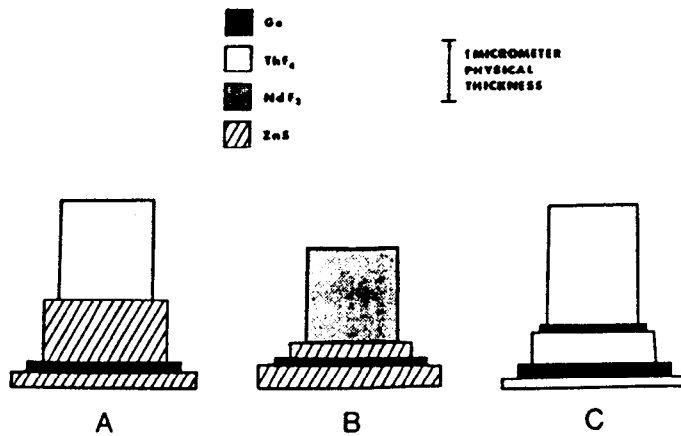 Ge
ThF4
NdF3
ZnS
1 MICROMETER
PHYSICAL
THICKNESS
A
B
C